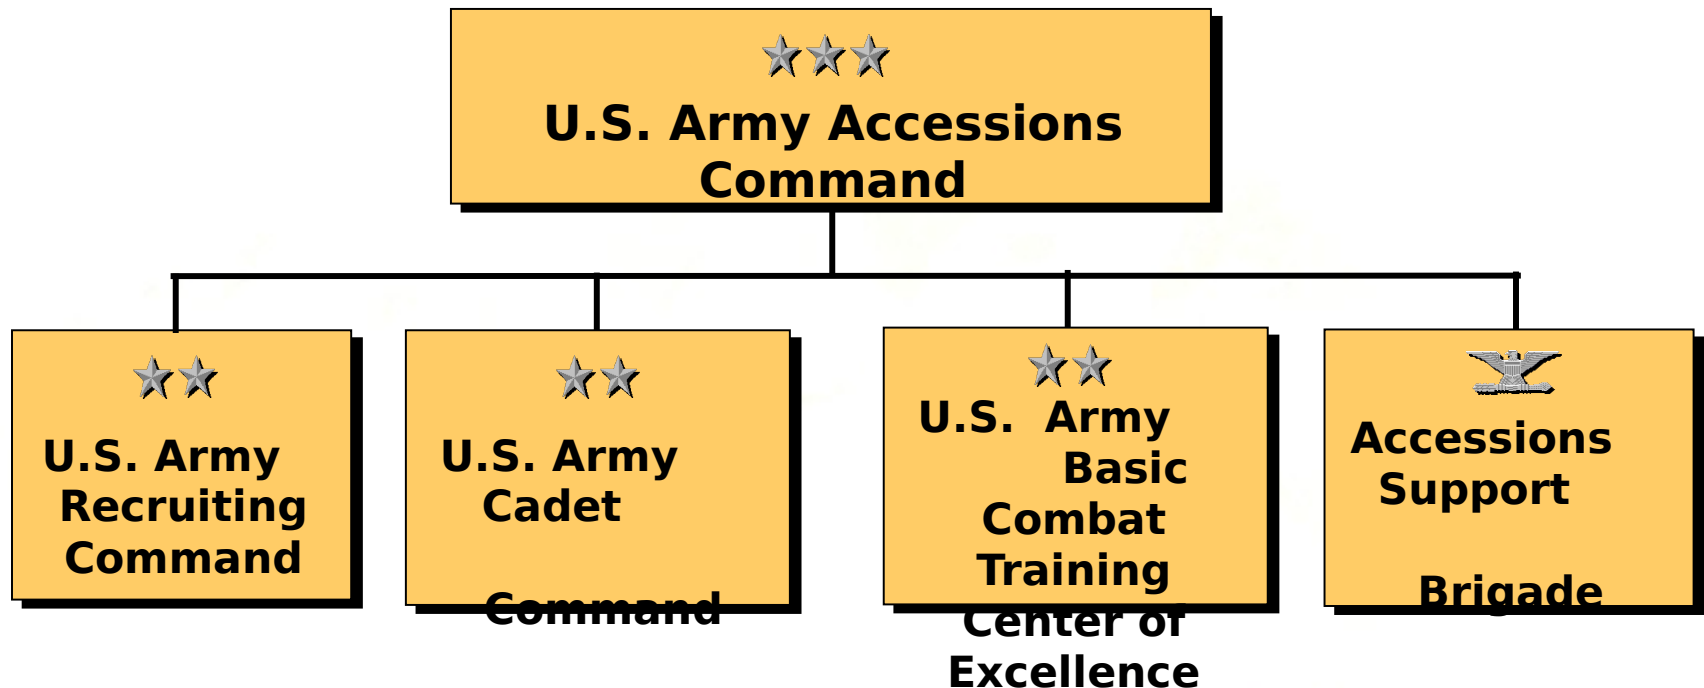 U.S. Army Accessions
Command
U.S. Army
Recruiting
Command
U.S. Army
Cadet
Command
U.S. Army
Basic
Combat
Training
Center of
Excellence
Accessions
Support
Brigade